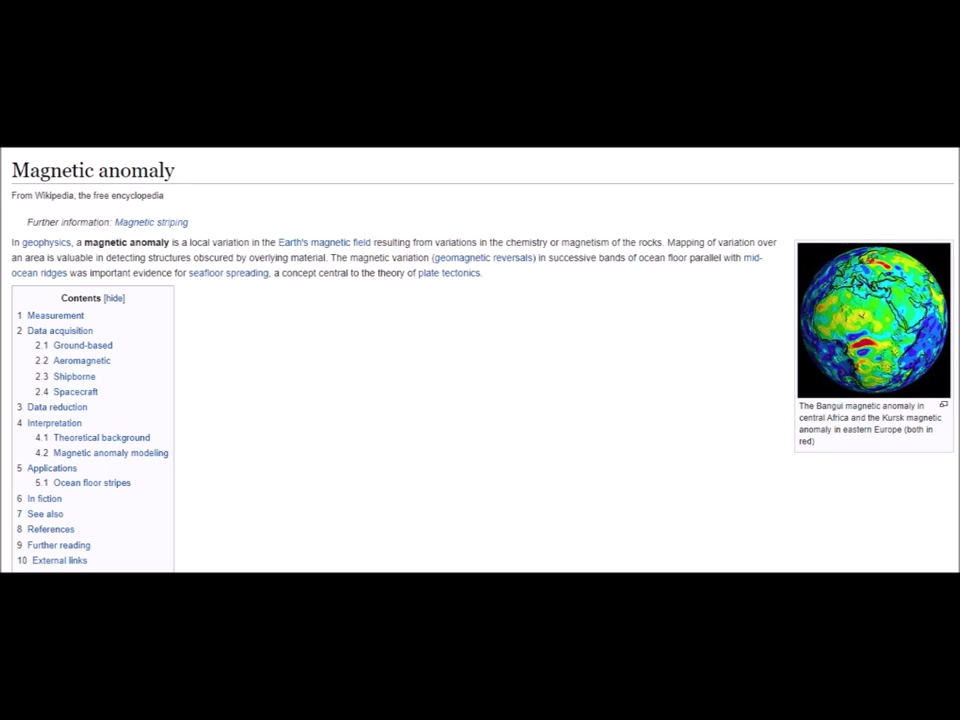 Magnetic anomaly
From Wikipedia, the free encyclopedia
Further information: Magnetic striping
In geophysics, a magnetic anomaly is a local variation in the Earth's magnetic field resulting from variations in the chemistry or magnetism of the rocks. Mapping of variation over
an area is valuable in detecting structures obscured by overlying material. The magnetic variation (geomagnetic reversals) in successive bands of ocean floor parallel with mid-
ocean ridges was important evidence for seafloor spreading, a concept central to the theory of plate tectonics.
Contents [hide]
1 Measurement
2 Data acquisition
2.1 Ground-based
2.2 Aeromagnetic
2.3 Shipborne
2.4 Spacecraft
3 Data reduction
4 Interpretation
4.1 Theoretical background
4.2 Magnetic anomaly modeling
5 Applications
5.1 Ocean floor stripes
6 In fiction
7 See also
8 References
9 Further reading
10 External links
The Bangui magnetic anomaly in
central Africa and the Kursk magnetic
anomaly in eastern Europe (both in
red)